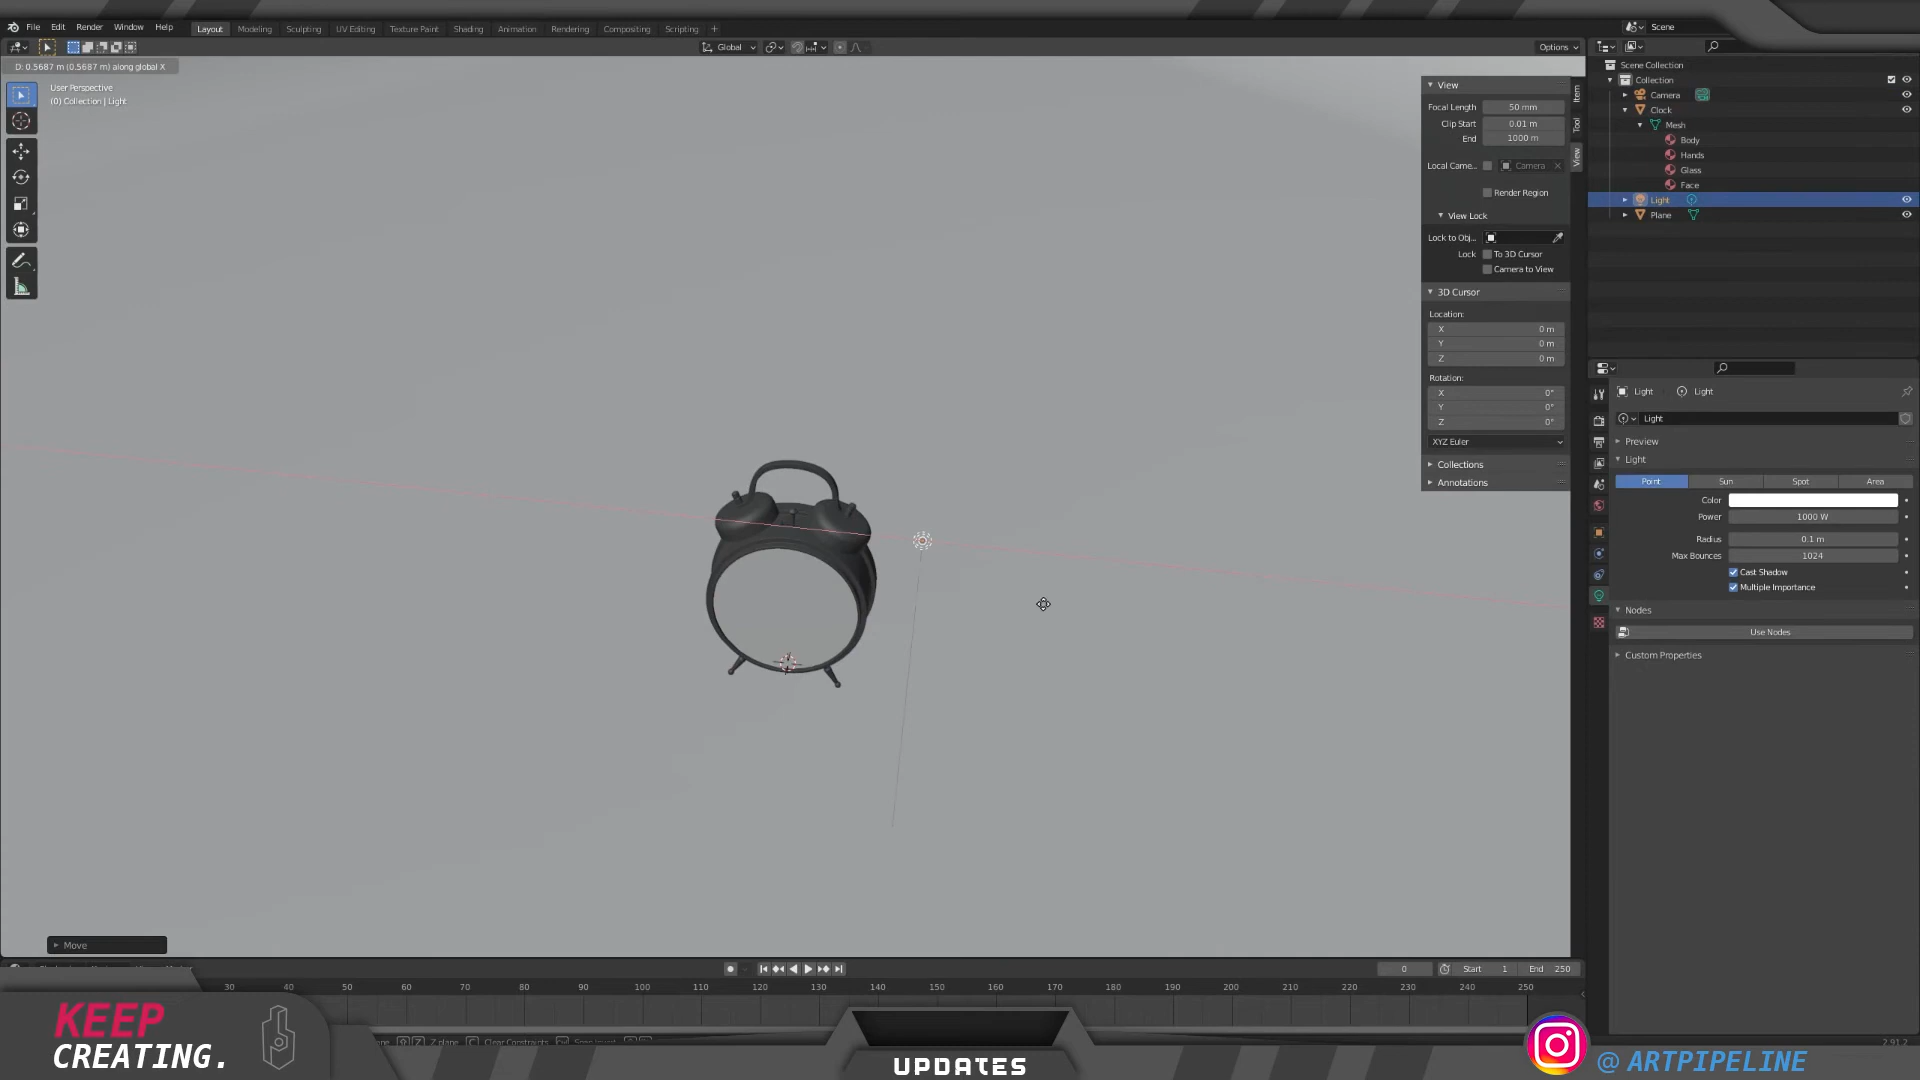 File Edit Render Window Help
Layout Modeling Sculpting UV Editing Texture Paint Shading Animation Rendering Compositing Scripting +
Scene
Global
Options
D: 0.5687 m (0.5687 m) along global X
User Perspective
(0) Collection | Light
View
Focal Length 50 mm
Clip Start 0.01 m
End 1000 m
Local Came... Camera
Render Region
View Lock
Lock to Obj...
Lock To 3D Cursor
Camera to View
3D Cursor
Location:
X 0 m
Y 0 m
Z 0 m
Rotation:
X 0°
Y 0°
Z 0°
XYZ Euler
Collections
Annotations
Item
Tool
View
Scene Collection
Collection
Camera
Clock
Mesh
Body
Hands
Glass
Face
Light
Plane
Light Light
Light
Preview
Light
Point Sun Spot Area
Color
Power 1000 W
Radius 0.1 m
Max Bounces 1024
Cast Shadow
Multiple Importance
Nodes
Use Nodes
Custom Properties
Move
0 Start 1 End 250
30 40 50 60 70 80 90 100 110 120 130 140 150 160 170 180 190 200 210 220 230 240 250
Z plane Clear Constraints
2.91.2
KEEP
CREATING.
UPDATES
@ ARTPIPELINE